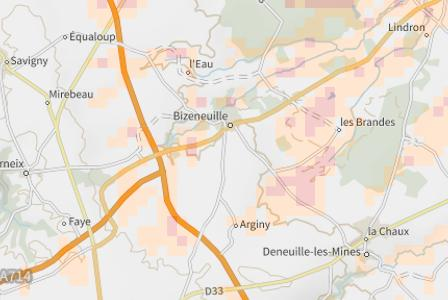 Lindron
Équaloup
Savigny
l'Eau
Mirebeau
Bizeneuille
les Brandes
rneix
Faye
Arginy
la Chaux
Deneuille-les-Mines
A714
D33